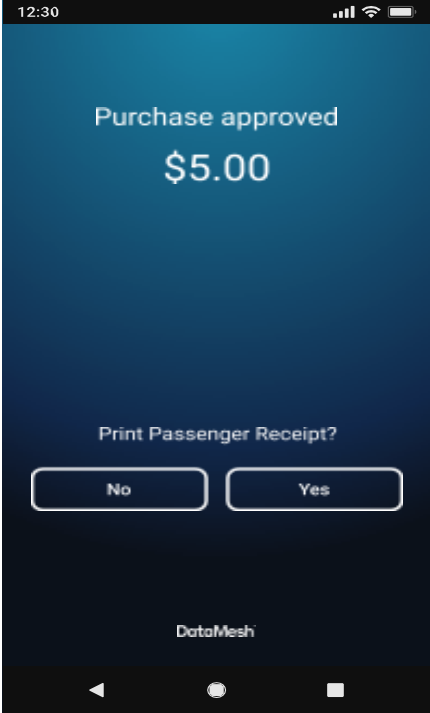 12:30
Purchase approved
$5.00
Print Passenger Receipt?
No
Yes
DataMesh